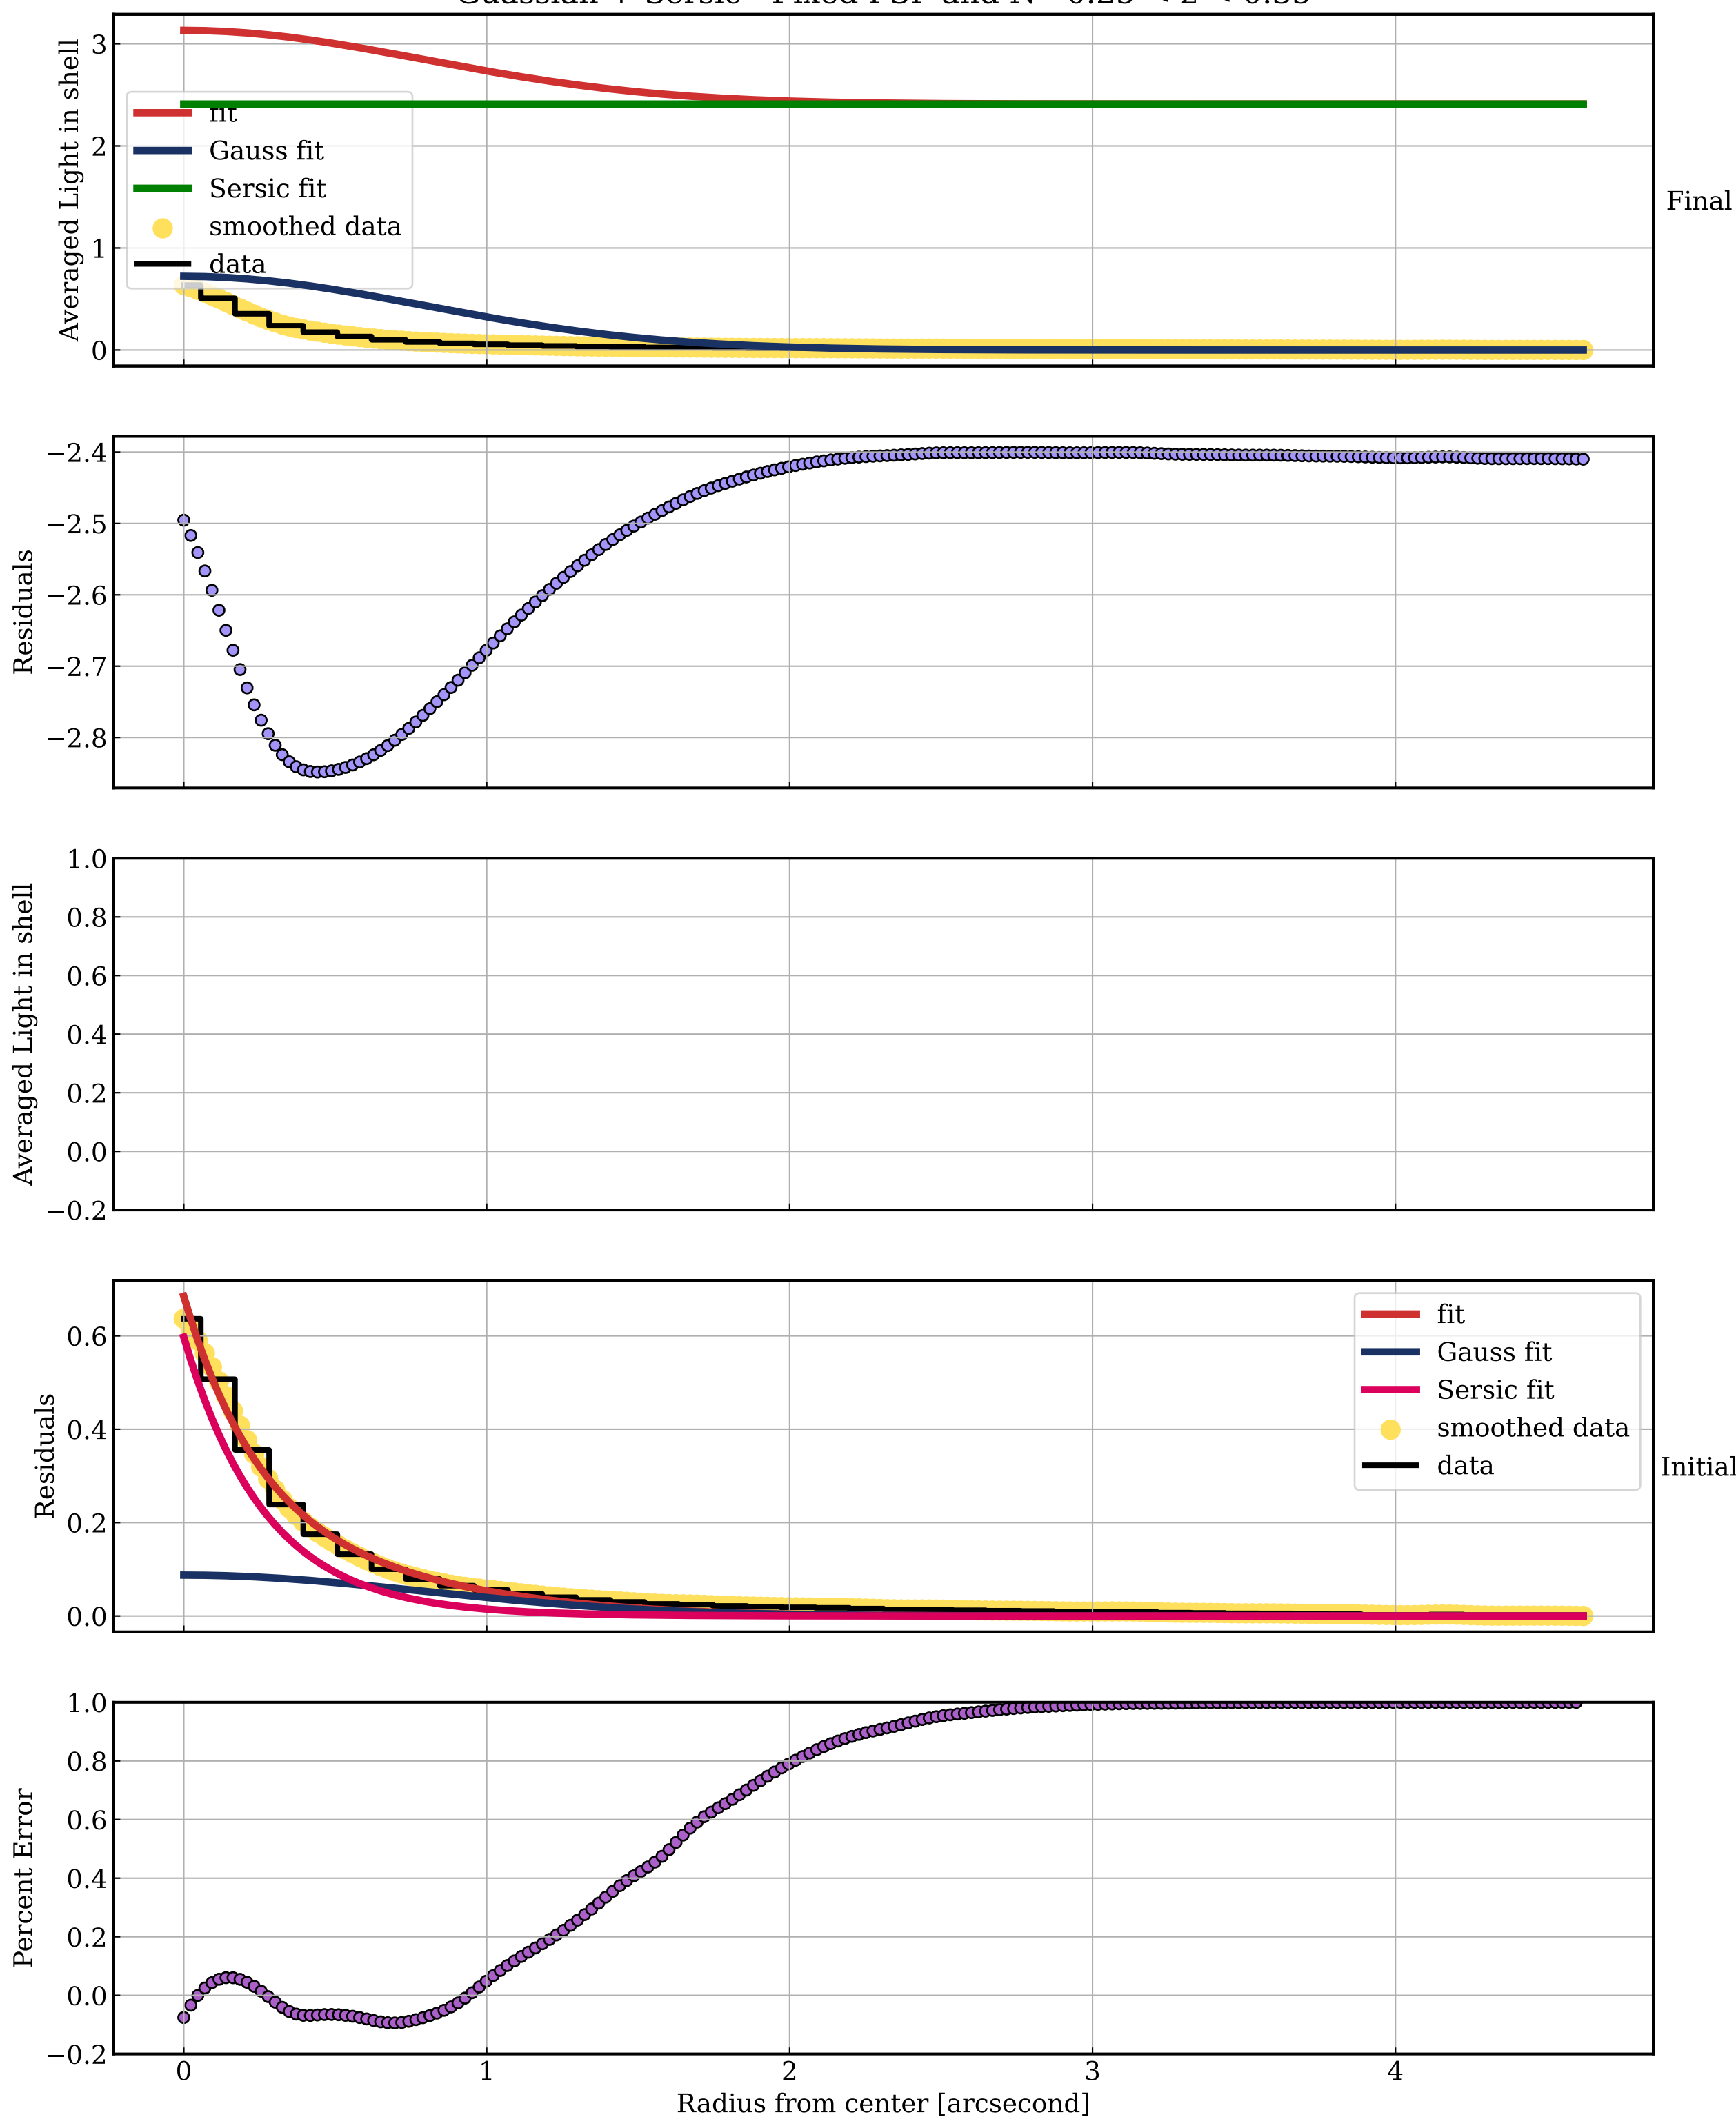 3
2
1
0
Averaged Light in shell
fit
Gauss fit
Sersic fit
smoothed data
data
Final
−2.4
−2.5
−2.6
−2.7
−2.8
Residuals
1.0
0.8
0.6
0.4
0.2
0.0
−0.2
Averaged Light in shell
0.6
0.4
0.2
0.0
Residuals
fit
Gauss fit
Sersic fit
smoothed data
data
Initial
1.0
0.8
0.6
0.4
0.2
0.0
−0.2
Percent Error
0 1 2 3 4
Radius from center [arcsecond]